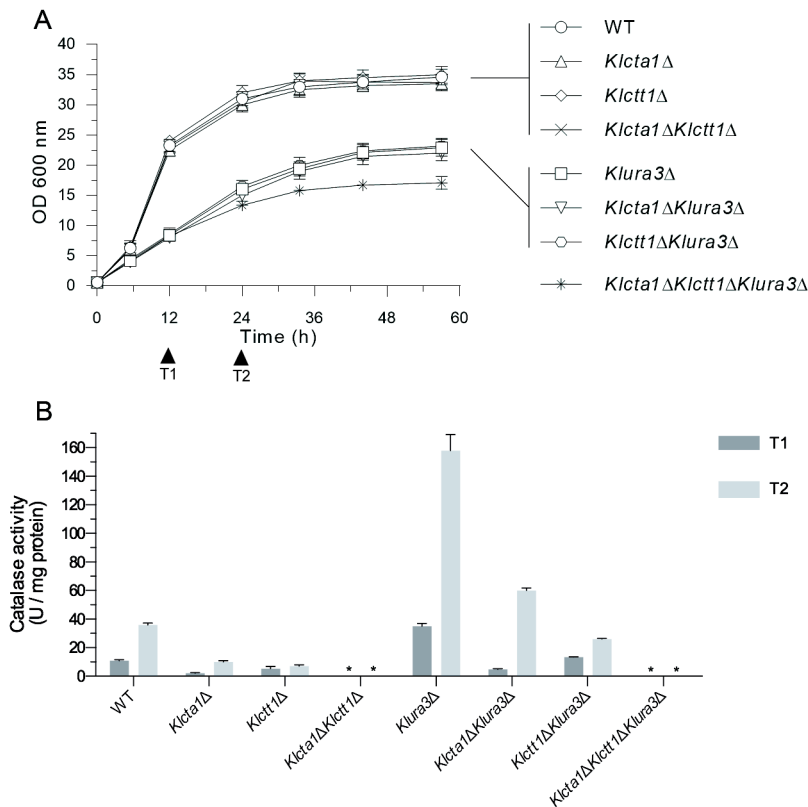 A
OD 600 nm
40
35
30
25
20
15
10
5
0
0 12 24 36 48 60
Time (h)
T1 T2
WT
Klcta1Δ
Klctt1Δ
Klcta1ΔKlctt1Δ
Klura3Δ
Klcta1ΔKlura3Δ
Klctt1ΔKlura3Δ
Klcta1ΔKlctt1ΔKlura3Δ
B
Catalase activity
(U / mg protein)
160
140
120
100
80
60
40
20
0
* * * *
WT
Klcta1Δ
Klctt1Δ
Klcta1ΔKlctt1Δ
Klura3Δ
Klcta1ΔKlura3Δ
Klctt1ΔKlura3Δ
Klcta1ΔKlctt1ΔKlura3Δ
T1
T2